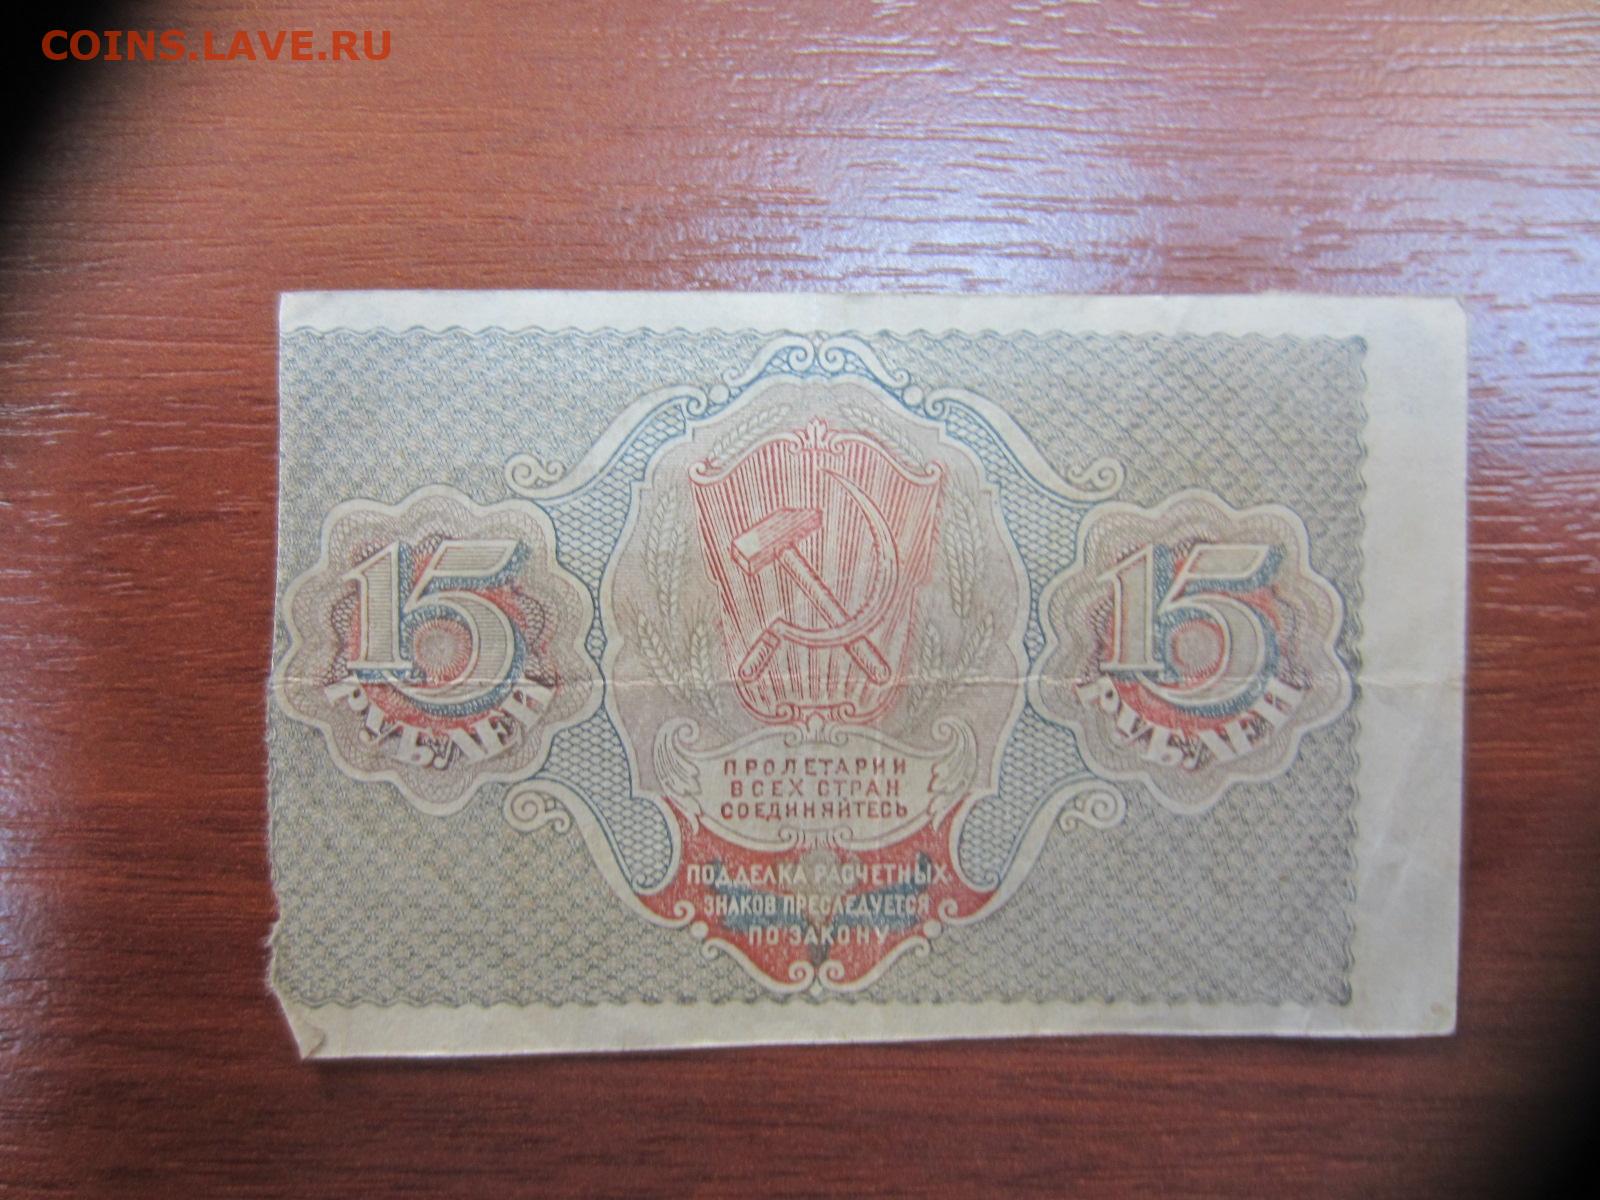 COINS.LAVE.RU
15
РУБЛЕЙ
15
РУБЛЕЙ
ПРОЛЕТАРИИ
ВСЕХ СТРАН
СОЕДИНЯЙТЕСЬ
ПОДДЕЛКА РАСЧЕТНЫХ
ЗНАКОВ ПРЕСЛЕДУЕТСЯ
ПО ЗАКОНУ